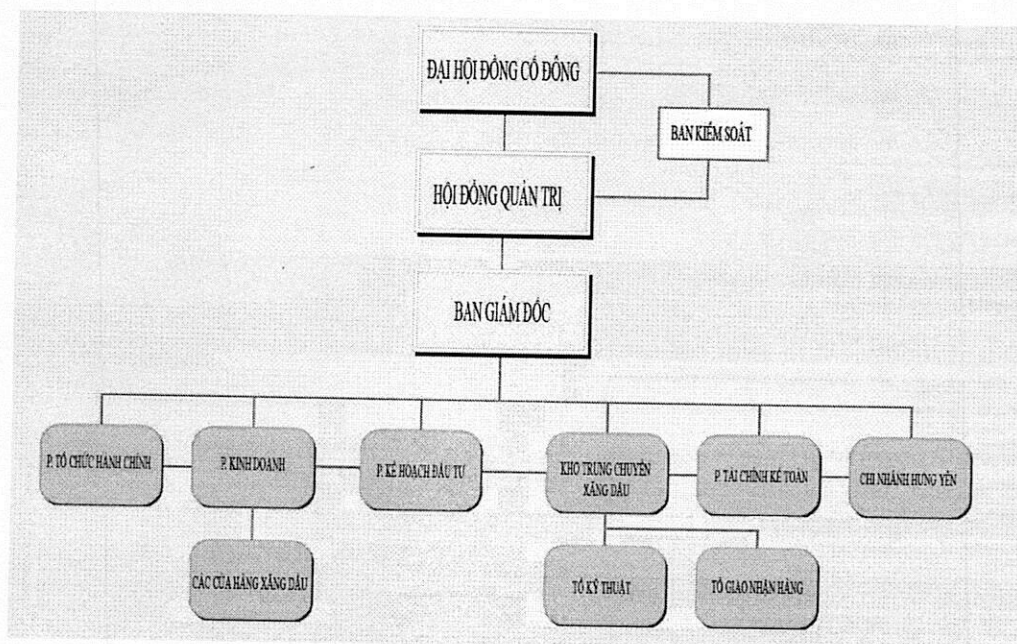 ĐẠI HỘI ĐỒNG CỔ ĐÔNG
BAN KIỂM SOÁT
HỘI ĐỒNG QUẢN TRỊ
BAN GIÁM ĐỐC
P. TỔ CHỨC HÀNH CHÍNH
P. KINH DOANH
P. KẾ HOẠCH ĐẦU TƯ
KHO TRUNG CHUYỂN
XĂNG DẦU
P. TÀI CHÍNH KẾ TOÁN
CHI NHÁNH HƯNG YÊN
CÁC CỬA HÀNG XĂNG DẦU
TỔ KỸ THUẬT
TỔ GIAO NHẬN HÀNG